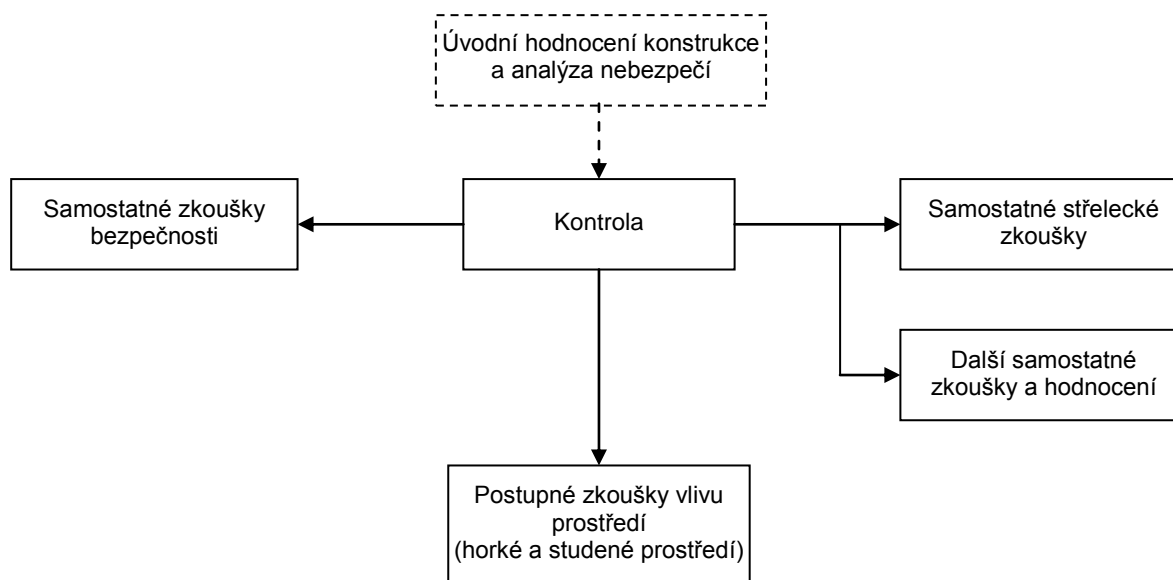 Úvodní hodnocení konstrukce
a analýza nebezpečí
Samostatné zkoušky
bezpečnosti
Kontrola
Samostatné střelecké
zkoušky
Další samostatné
zkoušky a hodnocení
Postupné zkoušky vlivu
prostředí
(horké a studené prostředí)